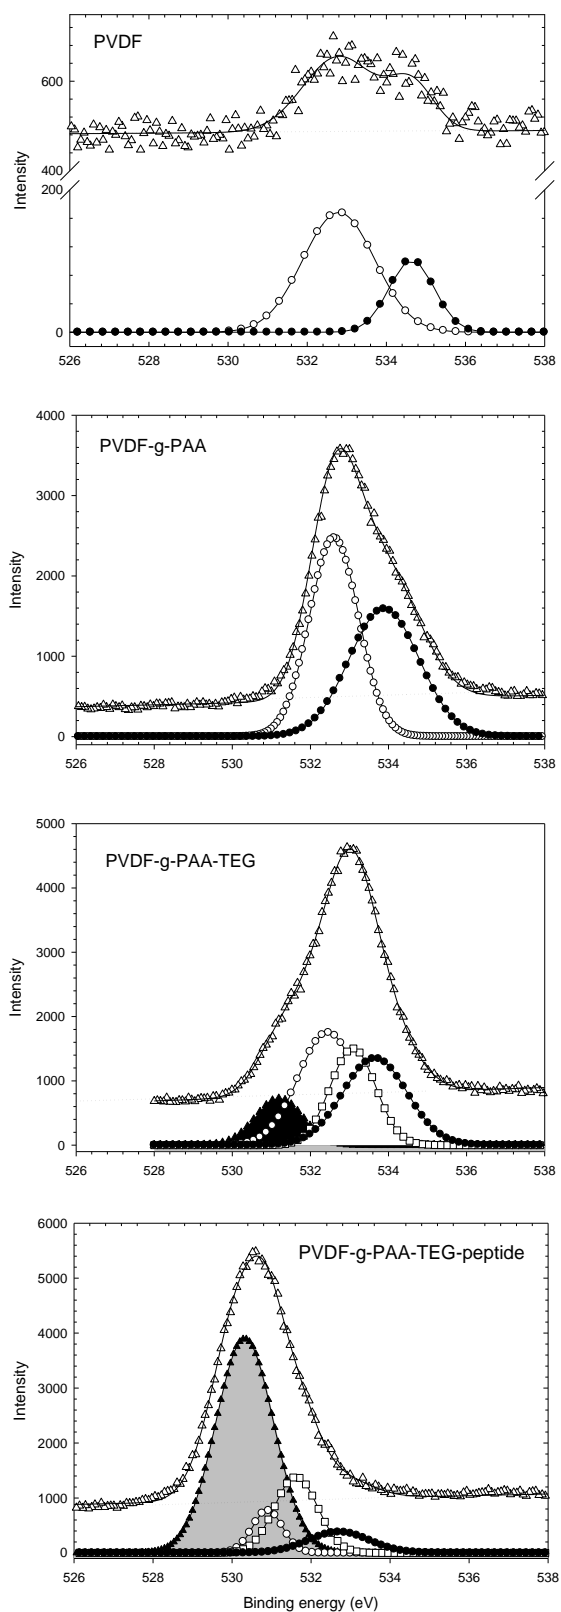 PVDF
600
400
200
0
Intensity
526 528 530 532 534 536 538
4000
PVDF-g-PAA
3000
2000
1000
0
Intensity
526 528 530 532 534 536 538
5000
PVDF-g-PAA-TEG
4000
3000
2000
1000
0
Intensity
526 528 530 532 534 536 538
6000
PVDF-g-PAA-TEG-peptide
5000
4000
3000
2000
1000
0
Intensity
526 528 530 532 534 536 538
Binding energy (eV)